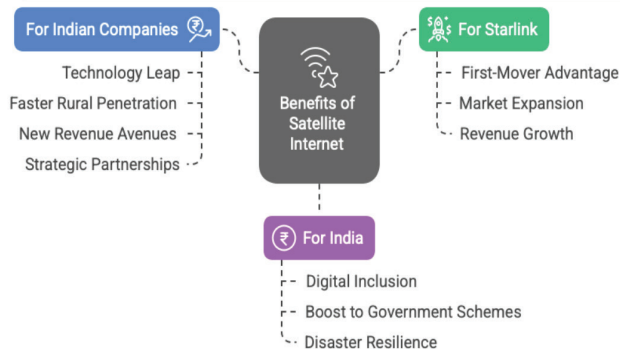 For Indian Companies
Technology Leap
Faster Rural Penetration
New Revenue Avenues
Strategic Partnerships
Benefits of
Satellite
Internet
For Starlink
First-Mover Advantage
Market Expansion
Revenue Growth
For India
Digital Inclusion
Boost to Government Schemes
Disaster Resilience